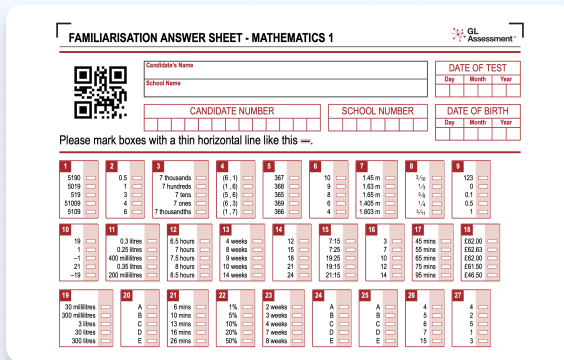 FAMILIARISATION ANSWER SHEET - MATHEMATICS 1
GL
Assessment
Candidate's Name
School Name
DATE OF TEST
Day Month Year
CANDIDATE NUMBER
SCHOOL NUMBER
DATE OF BIRTH
Day Month Year
Please mark boxes with a thin horizontal line like this —.
1 2 3 4 5 6 7 8 9
5190 0.5 7 thousands (6 ,1) 367 10 1.45 m 3/10 123
5019 1 7 hundreds (1 ,6) 368 9 1.63 m 1/3 0
519 3 7 tens (5 ,6) 365 8 1.65 m 3/8 0.1
51009 4 7 ones (6 ,3) 369 6 1.405 m 1/4 0.5
5109 6 7 thousandths (1 ,7) 366 4 1.603 m 3/11 1
10 11 12 13 14 15 16 17 18
19 0.3 litres 6.5 hours 4 weeks 12 7:15 3 45 mins £82.00
1 0.25 litres 7 hours 8 weeks 15 7:25 7 55 mins £82.63
–1 400 millilitres 7.5 hours 9 weeks 18 19:25 10 65 mins £62.00
21 0.35 litres 8 hours 10 weeks 21 19:15 12 75 mins £61.50
–19 200 millilitres 8.5 hours 14 weeks 24 21:15 14 95 mins £46.50
19 20 21 22 23 24 25 26 27
30 millilitres A 6 mins 1% 2 weeks A A 4 4
300 millilitres B 10 mins 5% 3 weeks B B 5 2
3 litres C 13 mins 10% 4 weeks C C 6 5
30 litres D 16 mins 20% 7 weeks D D 7 1
300 litres E 26 mins 50% 8 weeks E E 15 3